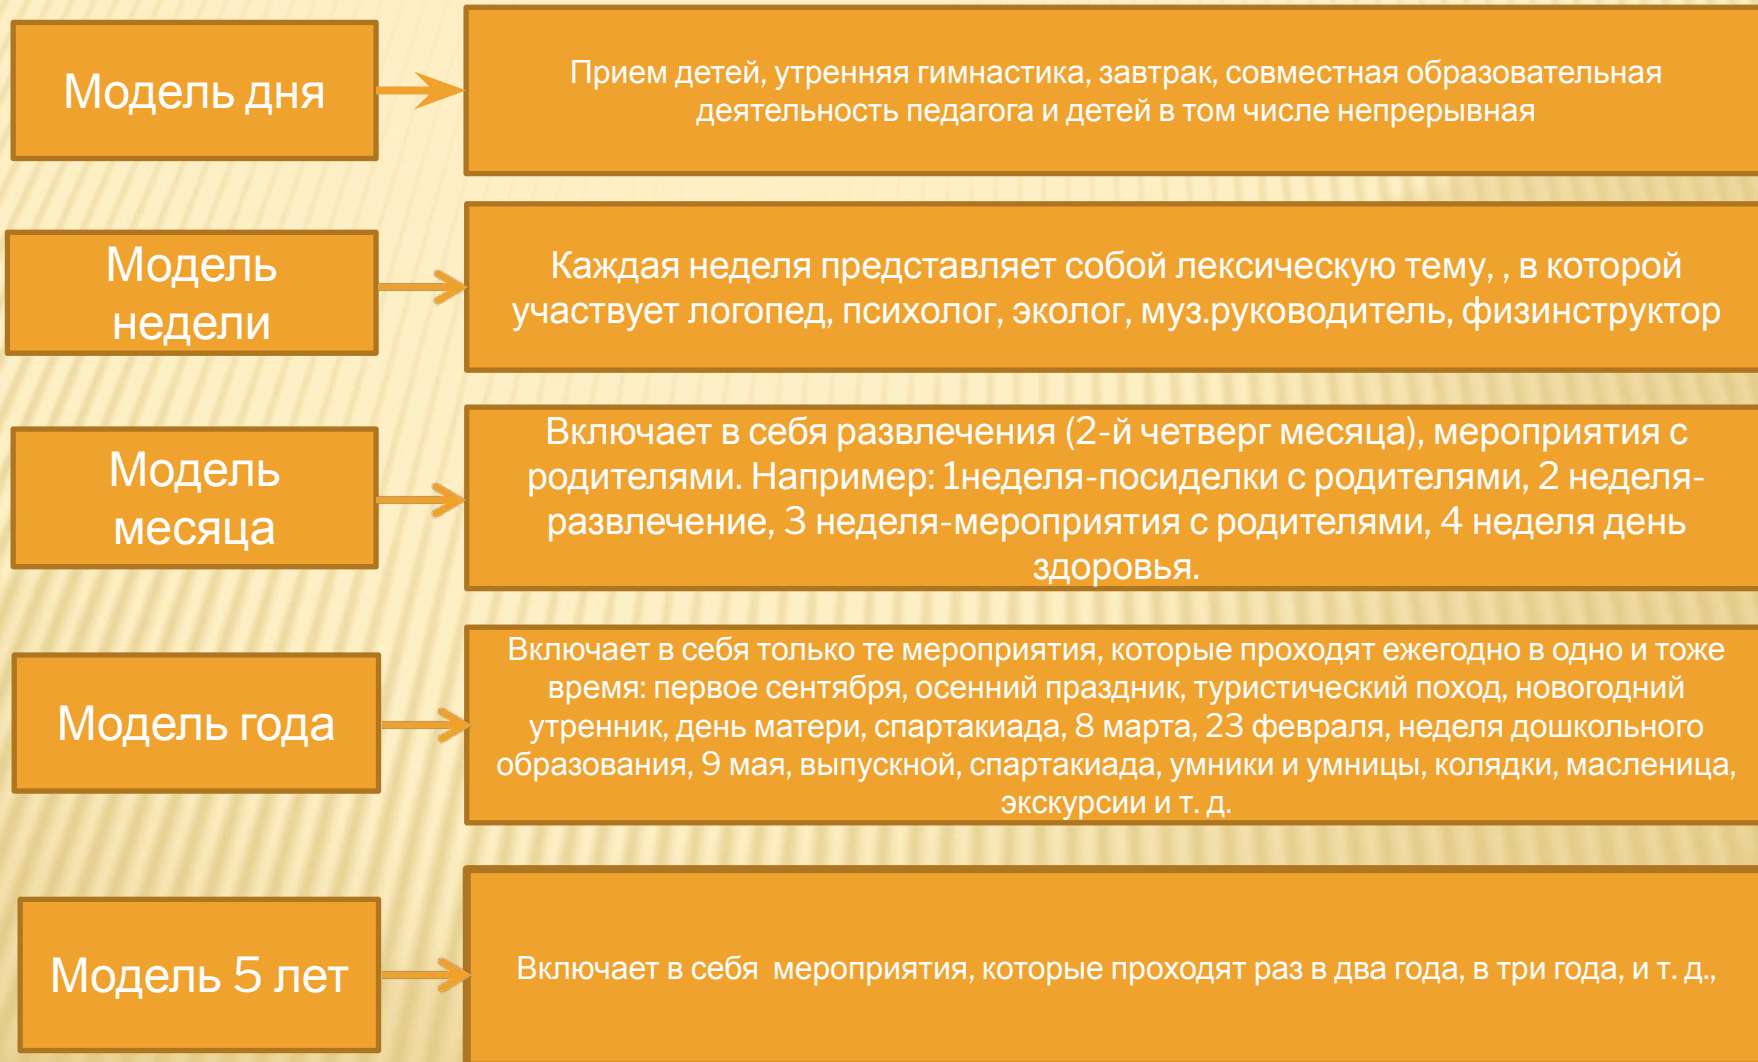 Модель дня
Прием детей, утренняя гимнастика, завтрак, совместная образовательная
деятельность педагога и детей в том числе непрерывная
Модель
недели
Каждая неделя представляет собой лексическую тему, , в которой
участвует логопед, психолог, эколог, муз.руководитель, физинструктор
Модель
месяца
Включает в себя развлечения (2-й четверг месяца), мероприятия с
родителями. Например: 1неделя-посиделки с родителями, 2 неделя-
развлечение, 3 неделя-мероприятия с родителями, 4 неделя день
здоровья.
Модель года
Включает в себя только те мероприятия, которые проходят ежегодно в одно и тоже
время: первое сентября, осенний праздник, туристический поход, новогодний
утренник, день матери, спартакиада, 8 марта, 23 февраля, неделя дошкольного
образования, 9 мая, выпускной, спартакиада, умники и умницы, колядки, масленица,
экскурсии и т. д.
Модель 5 лет
Включает в себя  мероприятия, которые проходят раз в два года, в три года, и т. д.,